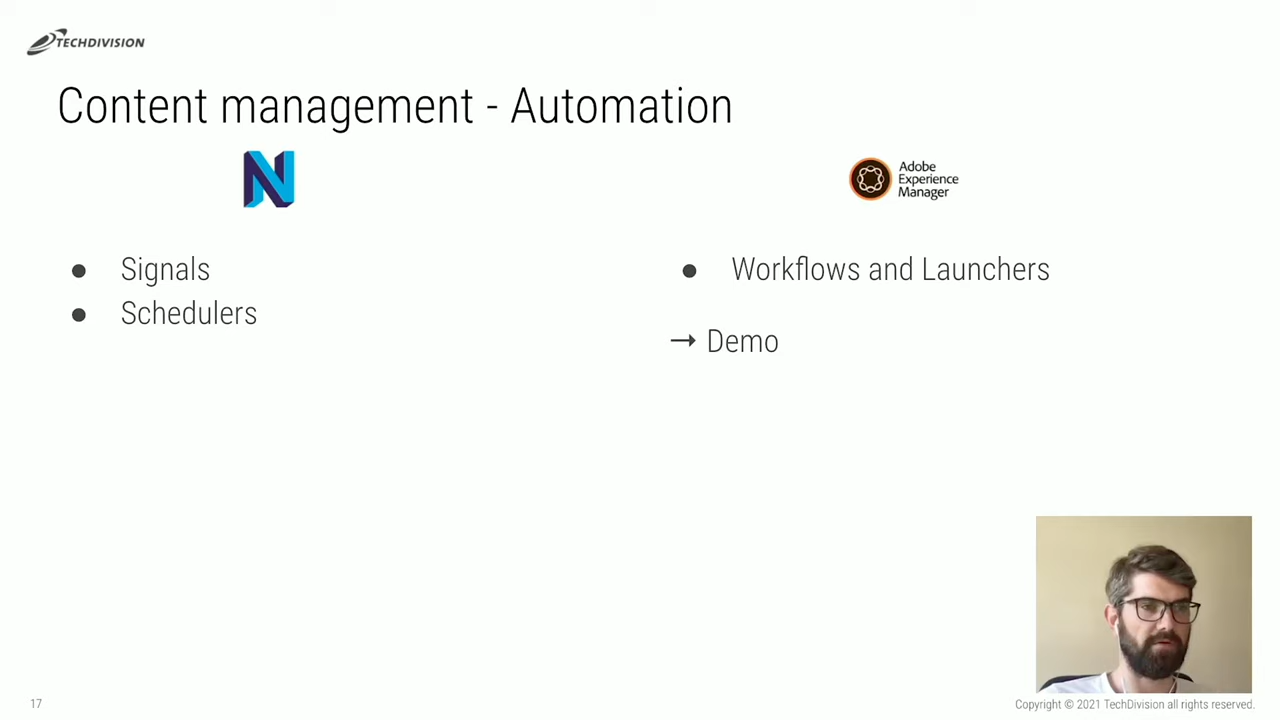 TECHDIVISION
Content management - Automation
Adobe
Experience
Manager
● Signals
● Schedulers
● Workflows and Launchers
→ Demo
17
Copyright © 2021 TechDivision all rights reserved.